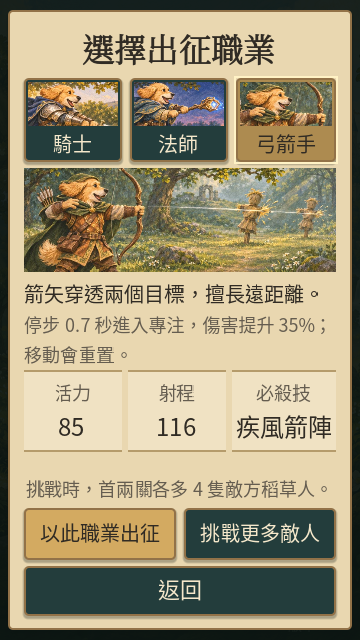 選擇出征職業
騎士
法師
弓箭手
箭矢穿透兩個目標，擅長遠距離。
停步 0.7 秒進入專注，傷害提升 35%；
移動會重置。
活力
射程
必殺技
85
116
疾風箭陣
挑戰時，首兩關各多 4 隻敵方稻草人。
以此職業出征
挑戰更多敵人
返回